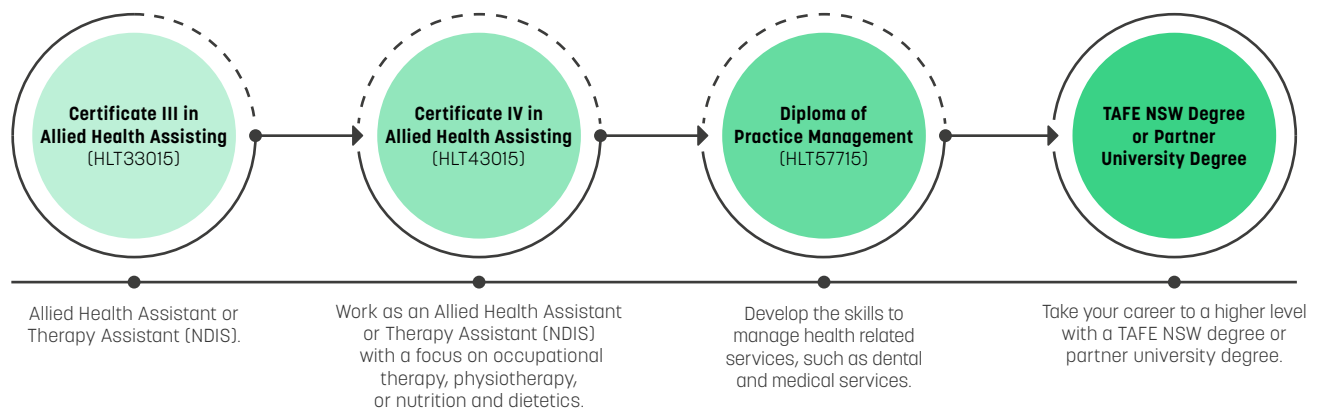 Certificate III in
Allied Health Assisting
(HLT33015)
Certificate IV in
Allied Health Assisting
(HLT43015)
Diploma of
Practice Management
(HLT57715)
TAFE NSW Degree
or Partner
University Degree
Allied Health Assistant or
Therapy Assistant (NDIS).
Work as an Allied Health Assistant
or Therapy Assistant (NDIS)
with a focus on occupational
therapy, physiotherapy,
or nutrition and dietetics.
Develop the skills to
manage health related
services, such as dental
and medical services.
Take your career to a higher level
with a TAFE NSW degree or
partner university degree.